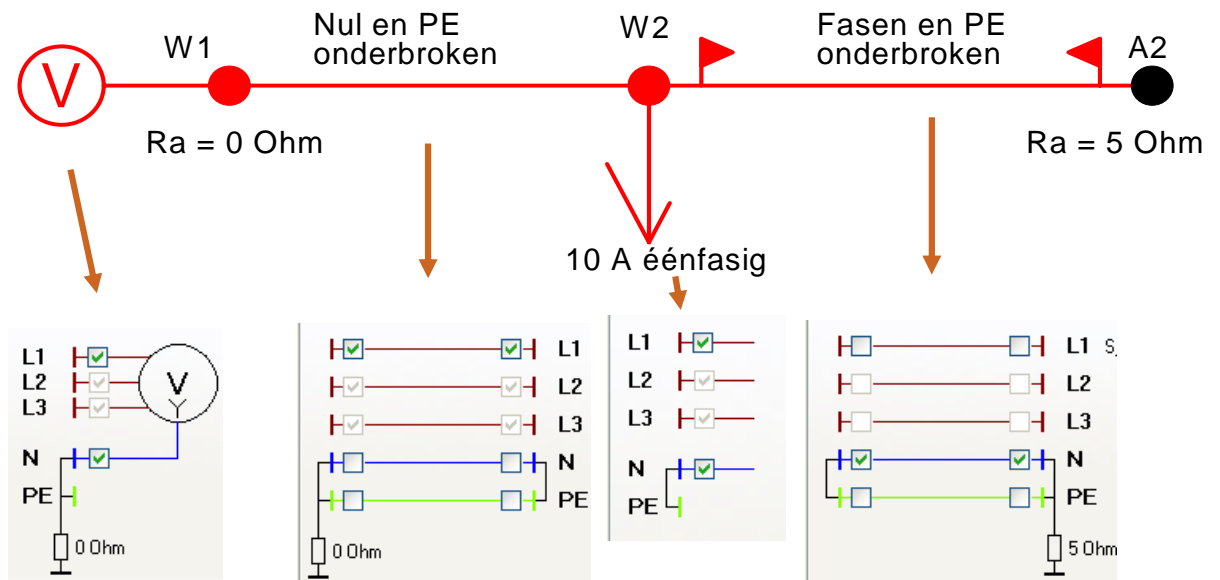 W1
Nul en PE
onderbroken
W2
Fasen en PE
onderbroken
A2
V
Ra = 0 Ohm
Ra = 5 Ohm
10 A éénfasig
L1
L2
L3
N
PE
V
0 Ohm
L1
L2
L3
N
PE
0 Ohm
L1
L2
L3
N
PE
L1 S_
L2
L3
N
PE
5 Ohm